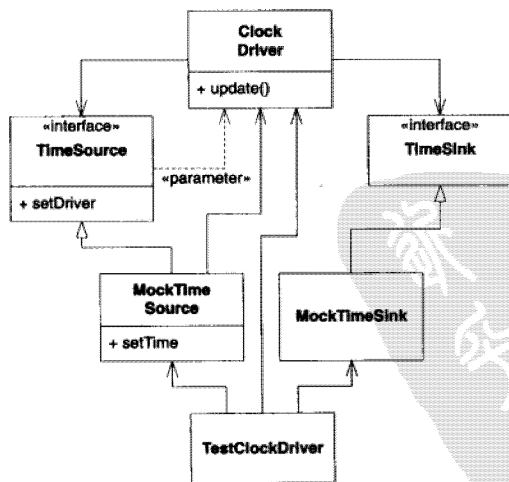 Clock
Driver
+ update()
«interface»
TimeSource
+ setDriver
«parameter»
«interface»
TimeSink
MockTime
Source
+ setTime
MockTimeSink
TestClockDriver